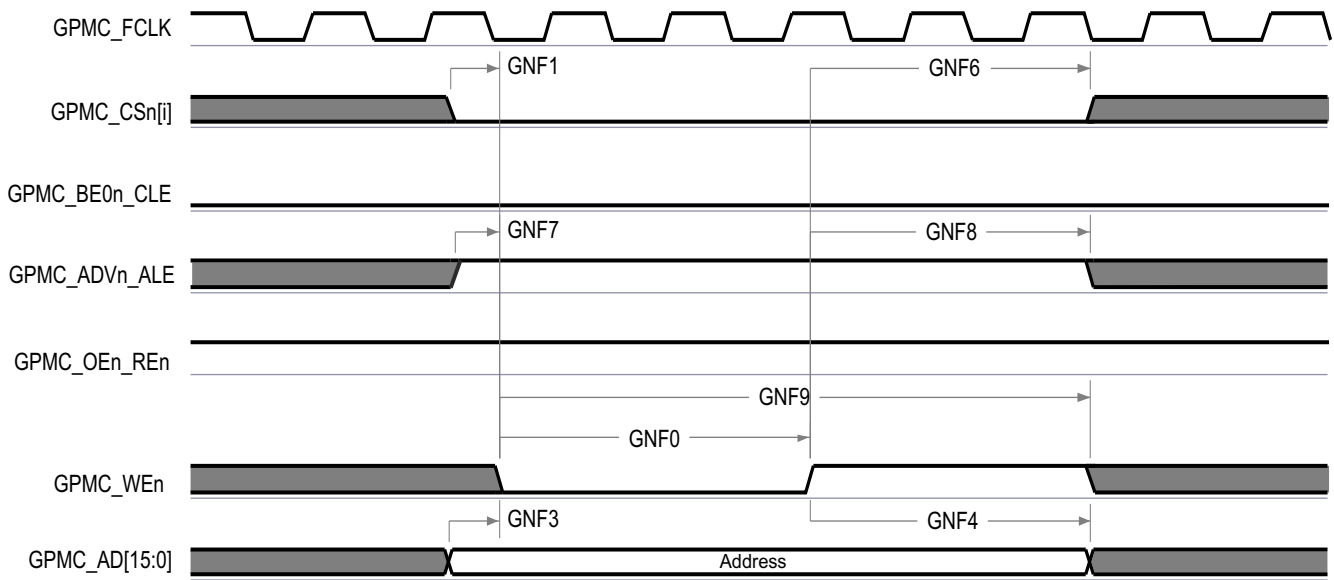 GPMC_FCLK
GNF1
GNF6
GPMC_CSn[i]
GPMC_BE0n_CLE
GNF7
GNF8
GPMC_ADVn_ALE
GPMC_OEn_REn
GNF9
GNF0
GPMC_WEn
GNF3
GNF4
GPMC_AD[15:0]
Address